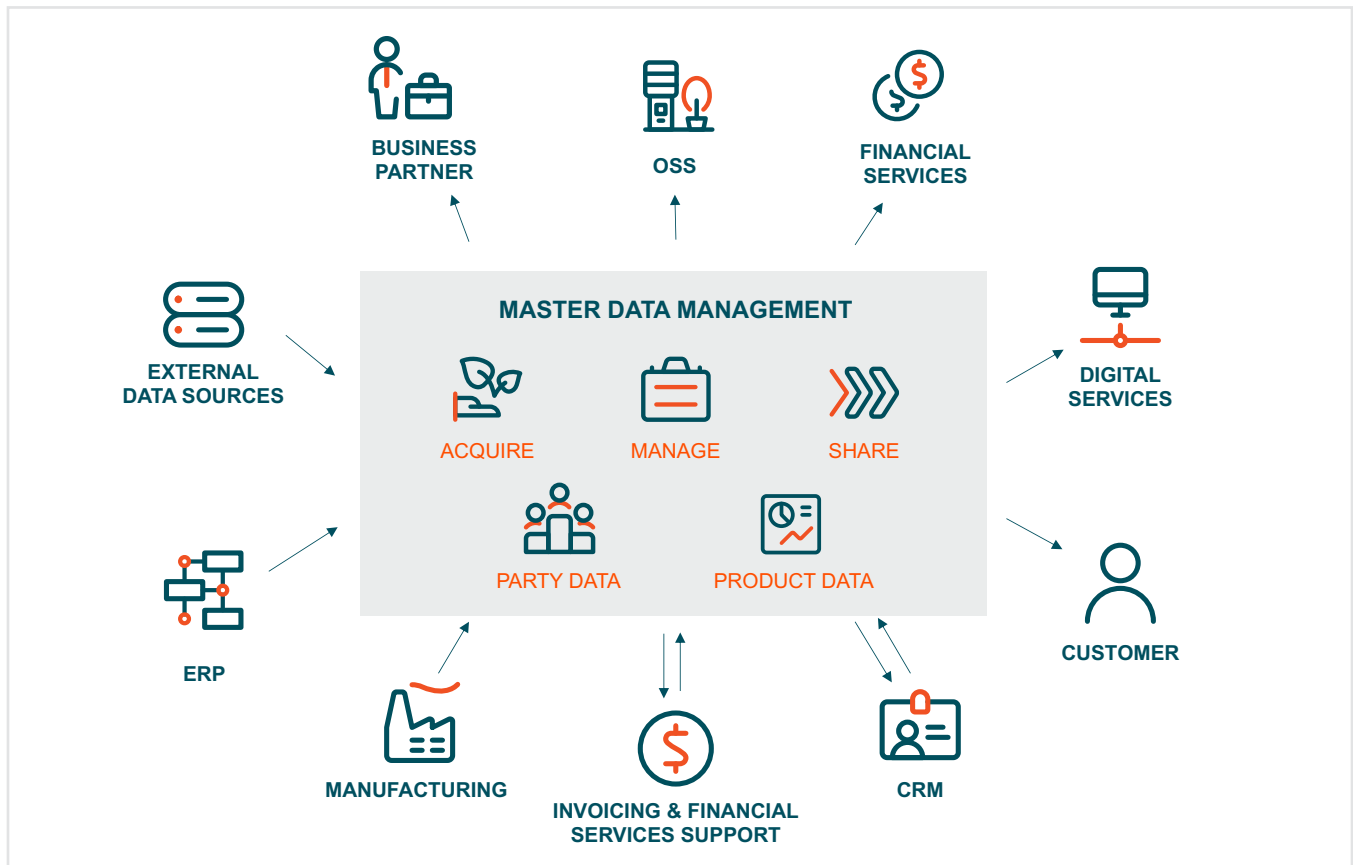 BUSINESS
PARTNER
OSS
FINANCIAL
SERVICES
EXTERNAL
DATA SOURCES
MASTER DATA MANAGEMENT
DIGITAL
SERVICES
ACQUIRE
MANAGE
SHARE
PARTY DATA
PRODUCT DATA
ERP
CUSTOMER
MANUFACTURING
INVOICING & FINANCIAL
SERVICES SUPPORT
CRM